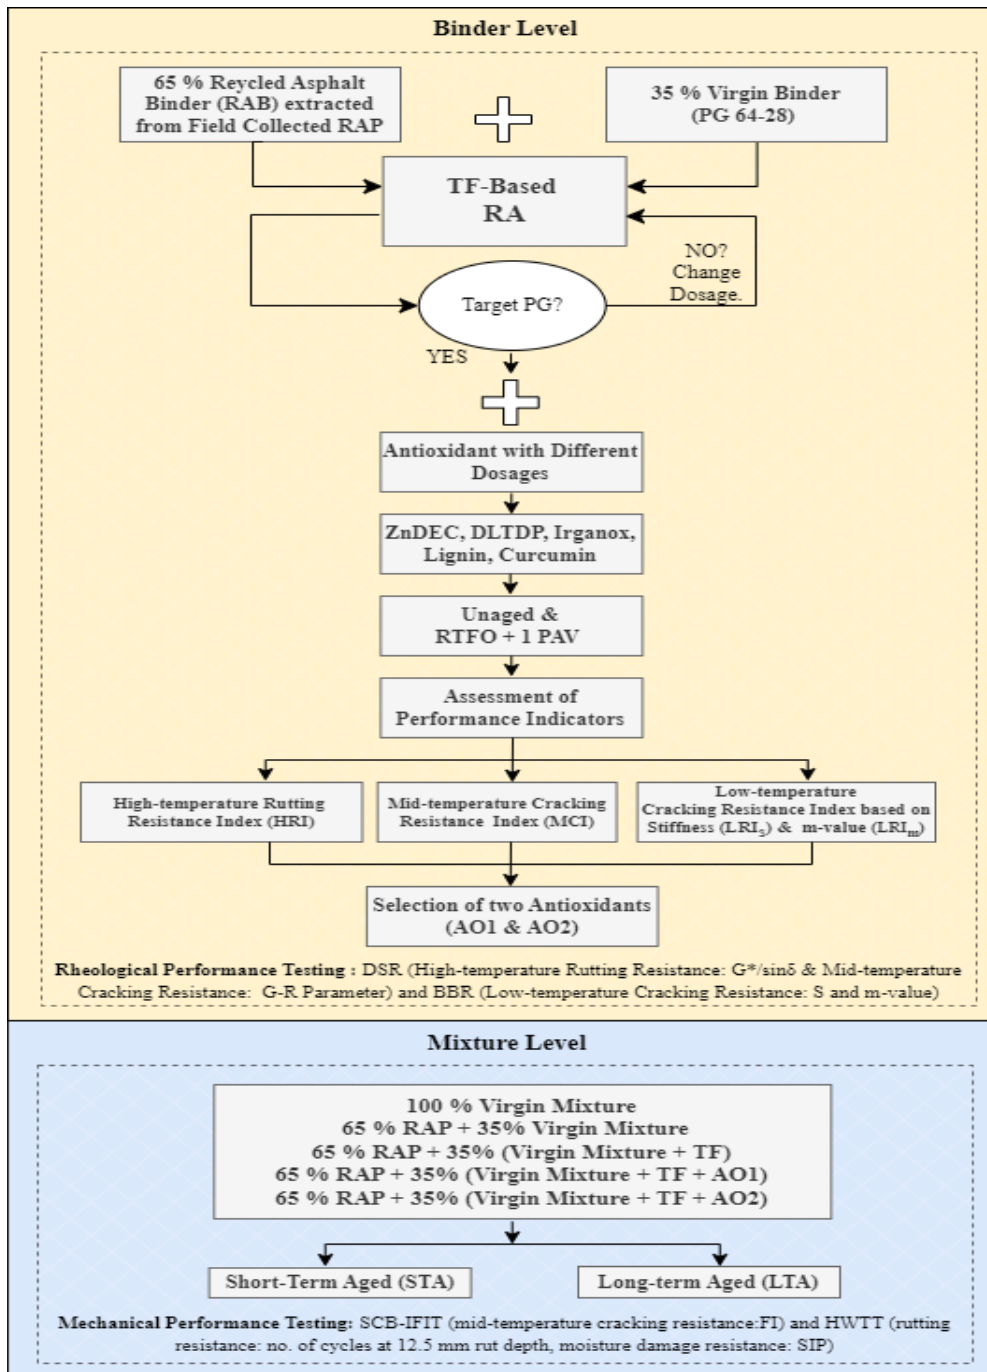 Binder Level
65 % Reycled Asphalt
Binder (RAB) extracted
from Field Collected RAP
35 % Virgin Binder
(PG 64-28)
TF-Based
RA
NO?
Change
Dosage.
Target PG?
YES
Antioxidant with Different
Dosages
ZnDEC, DLTDP, Irganox,
Lignin, Curcumin
Unaged &
RTFO + 1 PAV
Assessment of
Performance Indicators
High-temperature Rutting
Resistance Index (HRI)
Mid-temperature Cracking
Resistance Index (MCI)
Low-temperature
Cracking Resistance Index based on
Stiffness (LRIₛ) & m-value (LRIₘ)
Selection of two Antioxidants
(AO1 & AO2)
Rheological Performance Testing : DSR (High-temperature Rutting Resistance: G*/sinδ & Mid-temperature
Cracking Resistance: G-R Parameter) and BBR (Low-temperature Cracking Resistance: S and m-value)
Mixture Level
100 % Virgin Mixture
65 % RAP + 35% Virgin Mixture
65 % RAP + 35% (Virgin Mixture + TF)
65 % RAP + 35% (Virgin Mixture + TF + AO1)
65 % RAP + 35% (Virgin Mixture + TF + AO2)
Short-Term Aged (STA)
Long-term Aged (LTA)
Mechanical Performance Testing: SCB-IFIT (mid-temperature cracking resistance:FI) and HWTT (rutting
resistance: no. of cycles at 12.5 mm rut depth, moisture damage resistance: SIP)